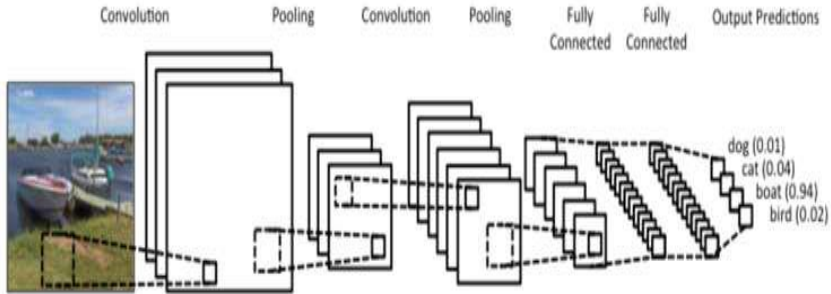 Convolution Pooling Convolution Pooling Fully Connected Fully Connected Output Predictions
dog (0.01)
cat (0.04)
boat (0.94)
bird (0.02)